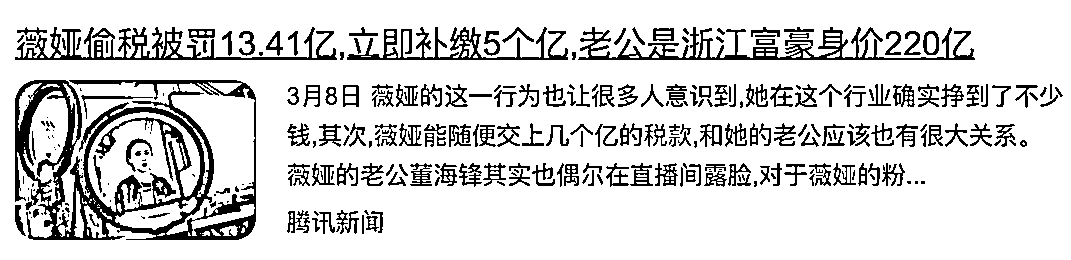 薇娅偷税被罚13.41亿,立即补缴5个亿,老公是浙江富豪身价220亿
3月8日 薇娅的这一行为也让很多人意识到,她在这个行业确实挣到了不少
钱,其次,薇娅能随便交上几个亿的税款,和她的老公应该也有很大关系。
薇娅的老公董海锋其实也偶尔在直播间露脸,对于薇娅的粉...
腾讯新闻